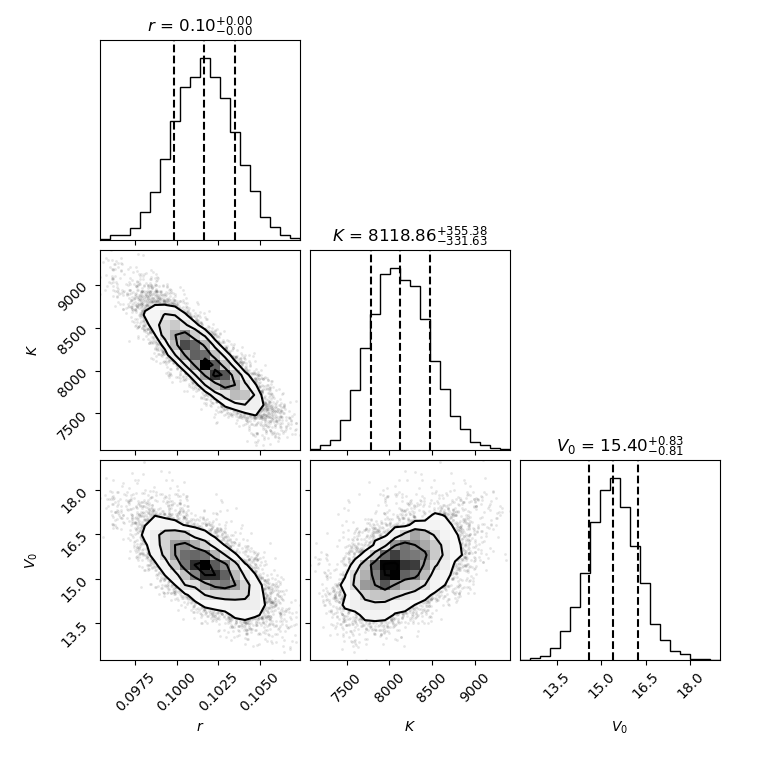 r = 0.10+0.00−0.00
K = 8118.86+355.38−331.63
9000
8500
8000
7500
K
V0 = 15.40+0.83−0.81
18.0
16.5
15.0
13.5
V0
0.0975 0.1000 0.1025 0.1050
7500 8000 8500 9000
13.5 15.0 16.5 18.0
r K V0